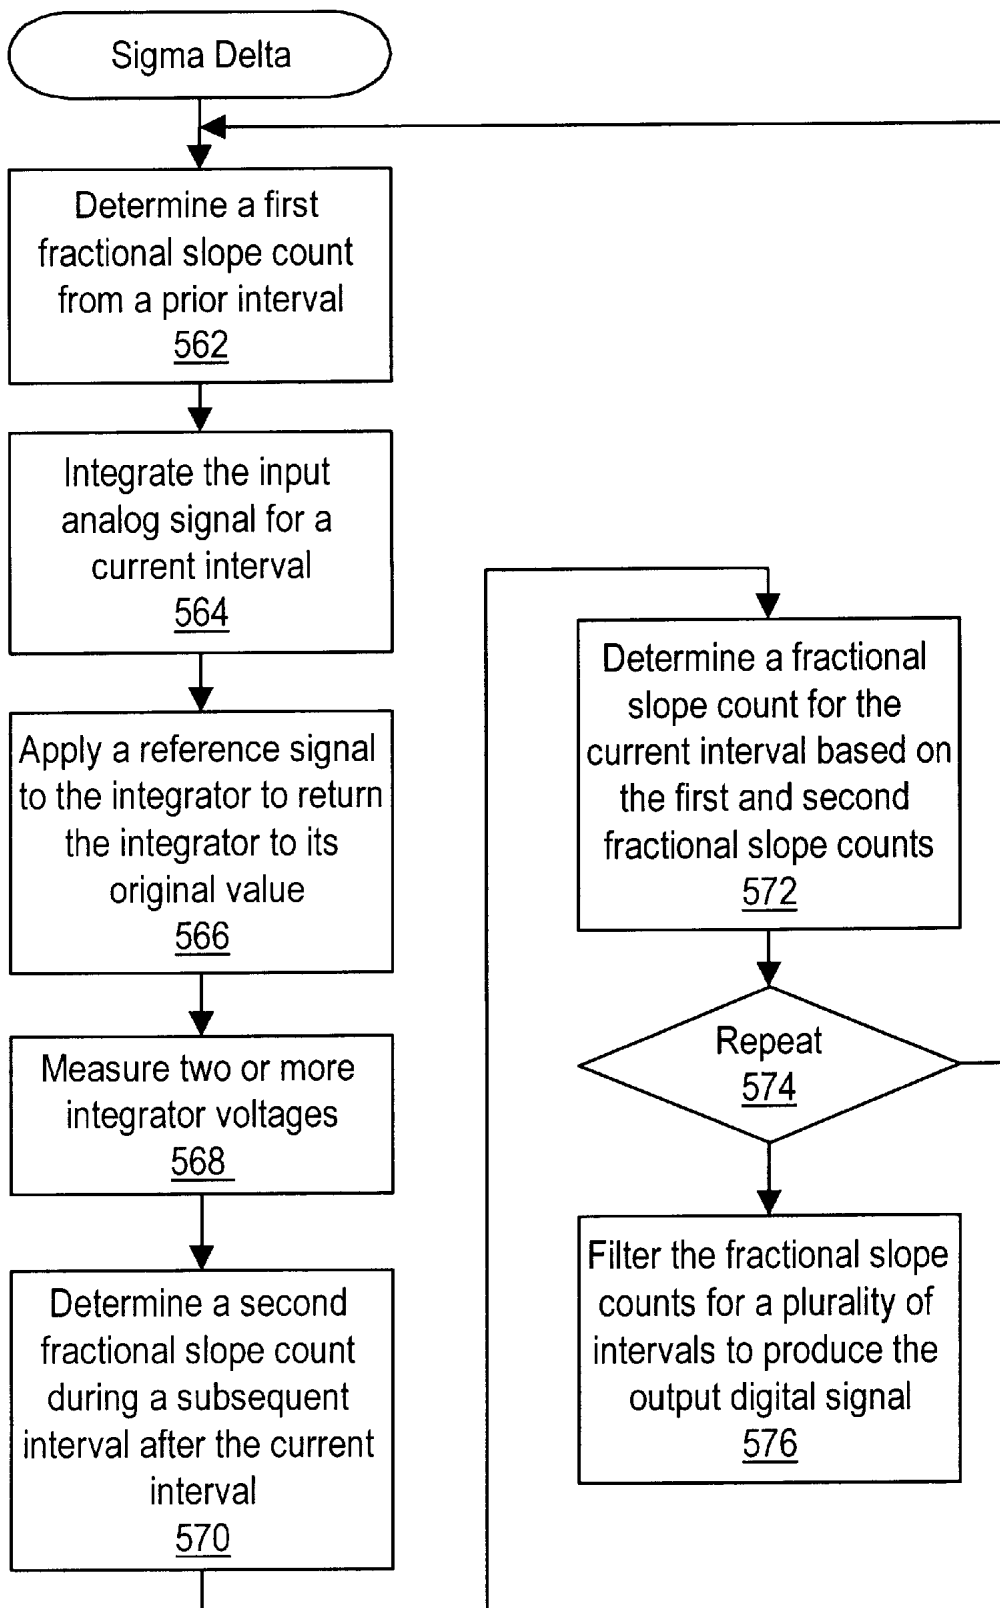 Sigma Delta
Determine a first
fractional slope count
from a prior interval
562
Integrate the input
analog signal for a
current interval
564
Apply a reference signal
to the integrator to return
the integrator to its
original value
566
Measure two or more
integrator voltages
568
Determine a second
fractional slope count
during a subsequent
interval after the current
interval
570
Determine a fractional
slope count for the
current interval based on
the first and second
fractional slope counts
572
Repeat
574
Filter the fractional slope
counts for a plurality of
intervals to produce the
output digital signal
576